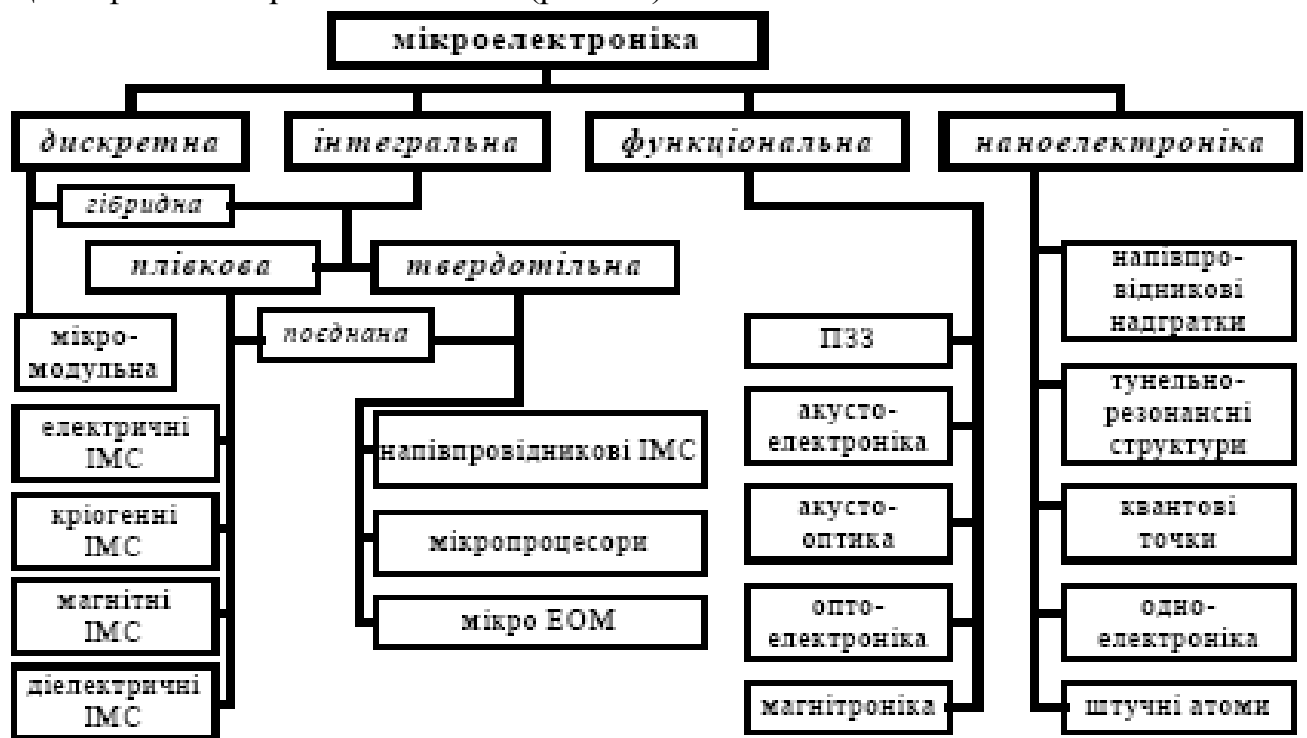 мікроелектроніка
дискретна
інтегральна
функціональна
наноелектроніка
гібридна
плівкова
твердотільна
поєднана
мікро-
модульна
електричні
ІМС
кріогенні
ІМС
магнітні
ІМС
діелектричні
ІМС
напівпровідникові ІМС
мікропроцесори
мікро ЕОМ
ПЗЗ
акусто-
електроніка
акусто-
оптика
опто-
електроніка
магнітроніка
напівпро-
відникові
надгратки
тунельно-
резонансні
структури
квантові
точки
одно-
електроніка
штучні атоми